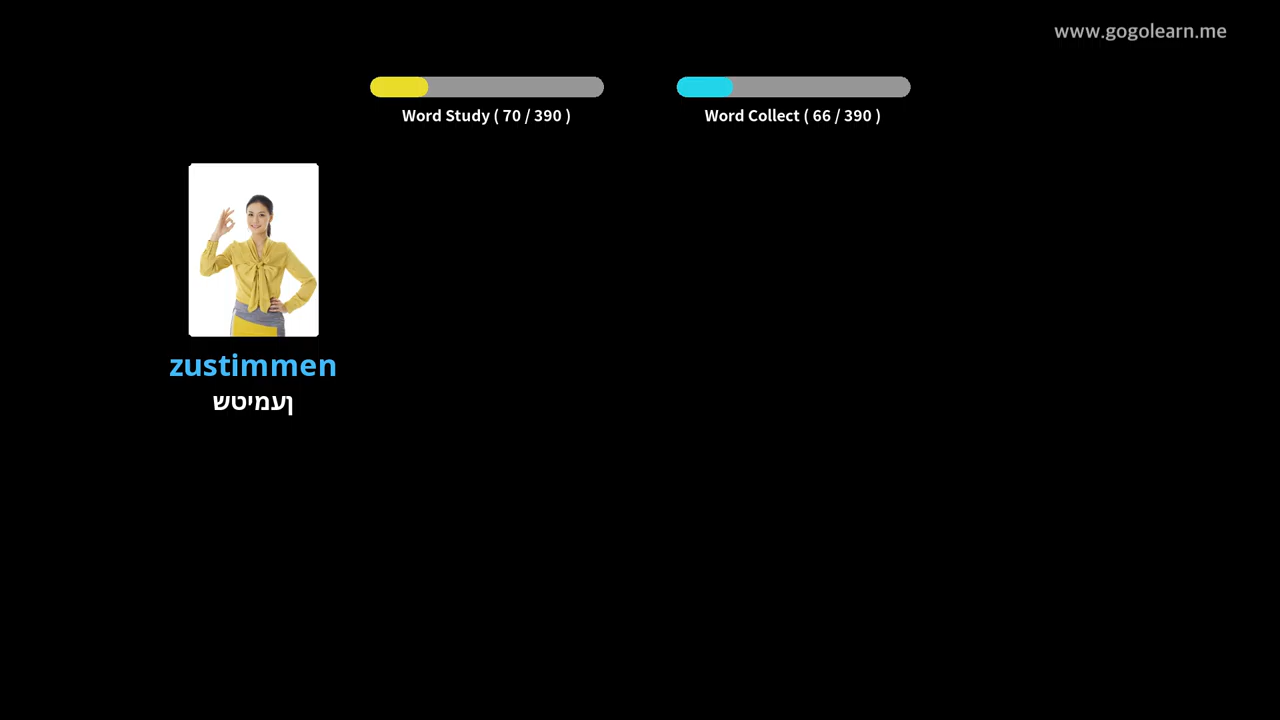 www.gogolearn.me
Word Study ( 70 / 390 )
Word Collect ( 66 / 390 )
zustimmen
ןעמיטש